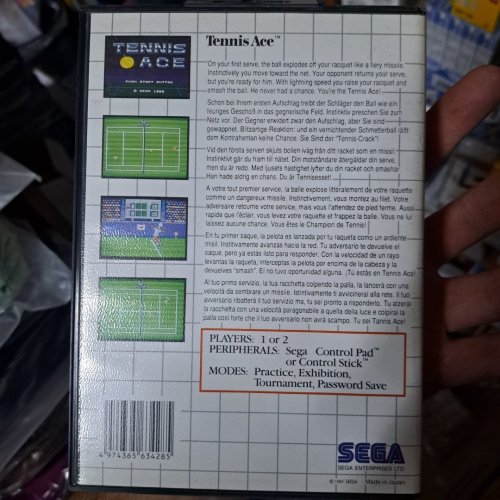 TENNIS
ACE
PUSH START BUTTON
© SEGA 1989
Tennis Ace™
On your first serve, the ball explodes off your racquet like a fiery missile.
Instinctively you move toward the net. Your opponent returns your serve,
but you're ready for him. With lightning speed you raise your racquet and
smash the ball. He never had a chance. You're the Tennis Ace!
Schon bei Ihrem ersten Aufschlag treibt der Schläger den Ball wie ein
feuriges Geschoß in das gegnerische Feld. Instinktiv preschen Sie zum
Netz vor. Der Gegner erwidert zwar den Aufschlag, aber Sie sind
gewappnet. Blitzartige Reaktion: und ein vernichtender Schmetterball läßt
dem Kontrahenten keine Chance. Sie Sind der "Tennis-Crack"!
Vid den första serven skjuts bollen iväg från ditt racket som en missil.
Instinktivt går du fram till nätet. Din motståndare återgäldar din serve,
men du är redo. Med ljusets hastighet lyfter du din racket och smashar.
Han hade aldrig en chans. Du är Tennisesset!
A votre tout premier service, la balle explose littéralement de votre raquette
comme un dangereux missile. Instinctivement, vous montez au filet. Votre
adversaire retourne votre service, mais vous l'attendez de pied ferme. Aussi
rapide que l'éclair, vous levez votre raquette et frappez la balle. Vous ne lui
laissez aucune chance. Vous êtes le Champion de Tennis!
En tu primer saque, la pelota es lanzada por tu raqueta como un ardiente
misil. Institivamente avanzas hacia la red. Tu adversario te devuelve el
saque, pero ya estás listo para responder. Con la velocidad de un rayo
levantas la raqueta, interceptas la pelota por encima de la cabeza y la
devuelves "smash". El no tuvo oportunidad alguna. ¡Tú estás en Tennis Ace!
Al tuo primo servizio, la tua racchetta colpendo la palla, la lancerà con una
velocità da sembrare un missile. Istintivamente ti avvicinerai alla rete. Il tuo
avversario ribatterà il tuo servizio ma, tu sei pronto a risponderlo. Tu alzerai
la racchetta con una velocità paragonabile a quella della luce e colpirai la
palla così forte che il tuo avversario non avrà scampo. Tu sei Tennis Ace!
PLAYERS: 1 or 2
PERIPHERALS: Sega Control Pad™
or Control Stick™
MODES: Practice, Exhibition,
Tournament, Password Save
4 974365 634285
SEGA
SEGA ENTERPRISES LTD.
© 1989 SEGA Made in Japan